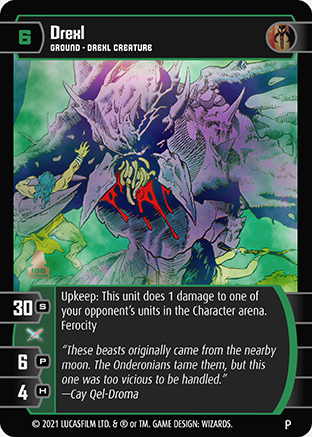 6
Drexl
GROUND - DREXL CREATURE
30 S
Upkeep: This unit does 1 damage to one of
your opponent's units in the Character arena.
Ferocity
6 P
4 H
“These beasts originally came from the nearby
moon. The Onderonians tame them, but this
one was too vicious to be handled.”
—Cay Qel-Droma
© 2021 LUCASFILM LTD. & ® or TM. GAME DESIGN: WIZARDS.
P